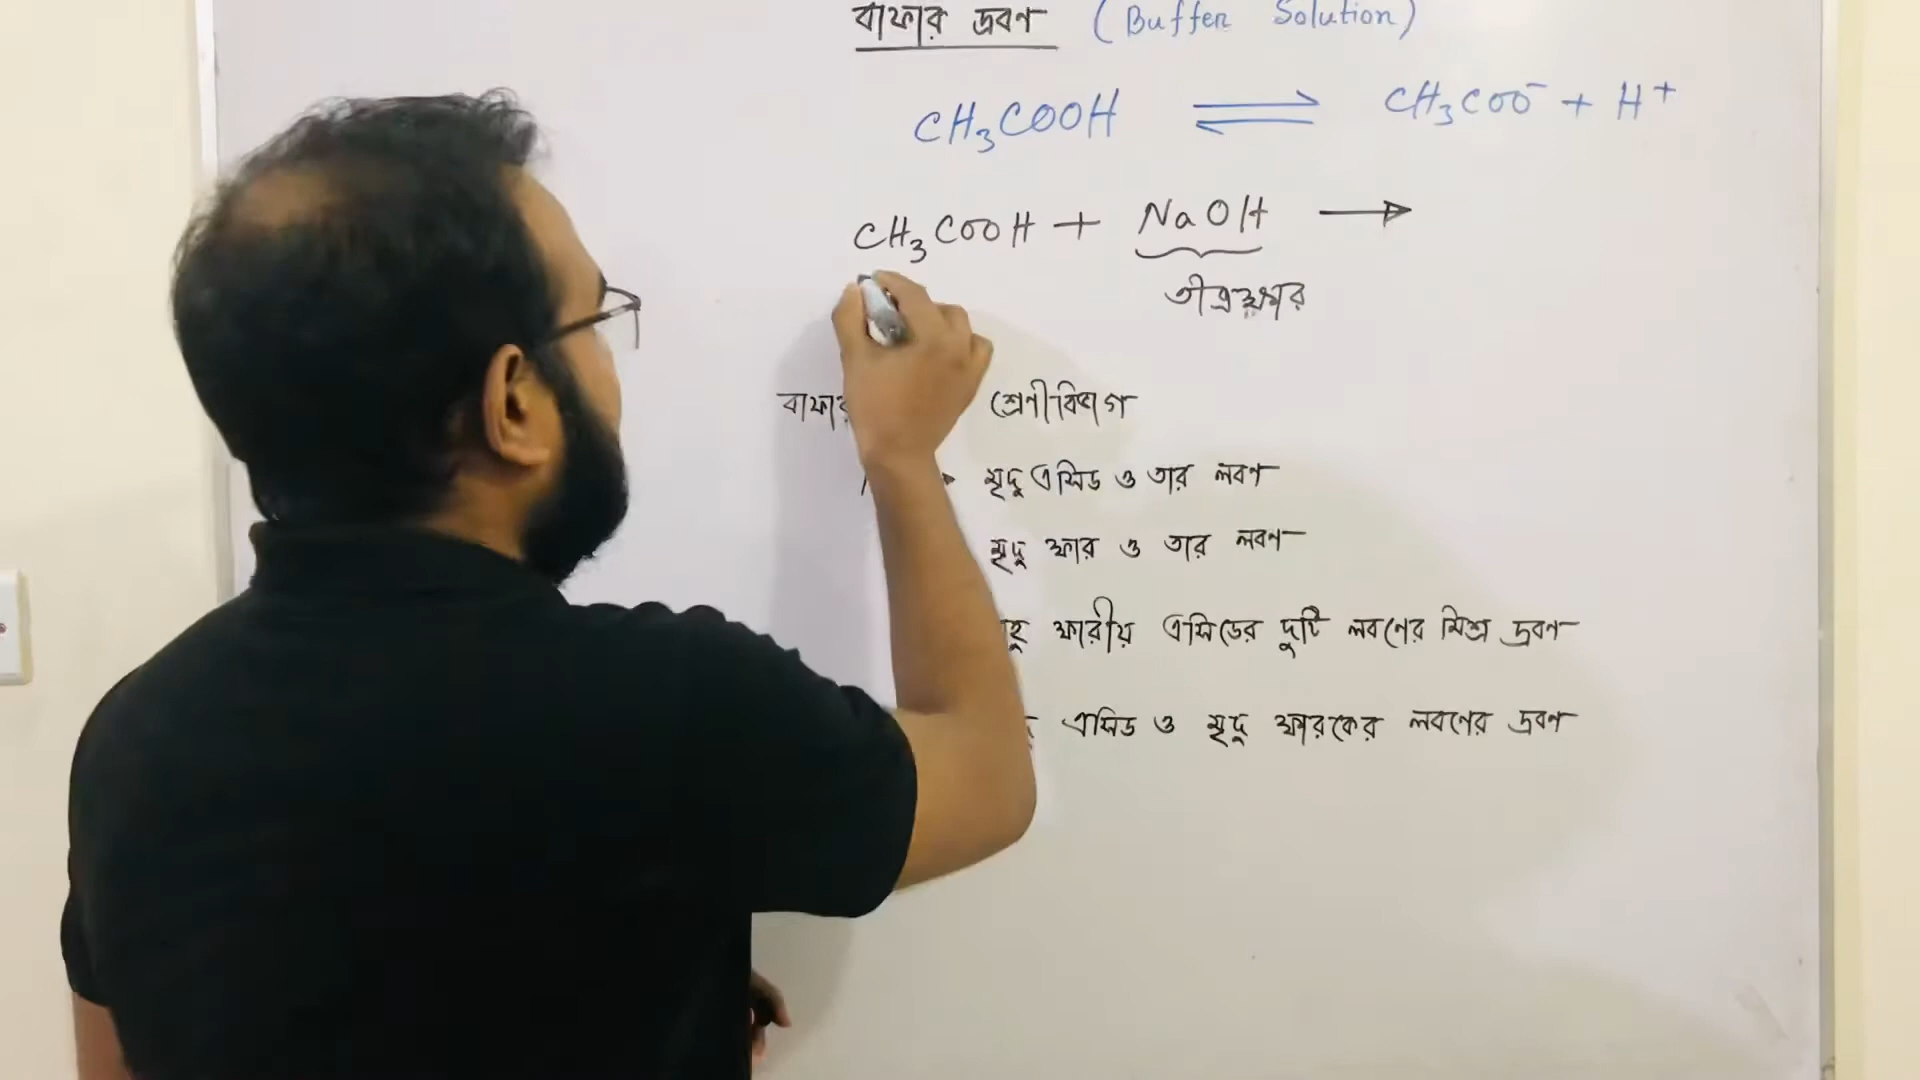 বাফার দ্রবণ (Buffer Solution)
CH₃COOH ⇌ CH₃COO⁻ + H⁺
CH₃COOH + NaOH →
তীব্রক্ষার
বাফার শ্রেণীবিভাগ
মৃদু এসিড ও তার লবণ
মৃদু ক্ষার ও তার লবণ
ক্ষারীয় এসিডের দুটি লবণের মিশ্র দ্রবণ
এসিড ও মৃদু ক্ষারকের লবণের দ্রবণ